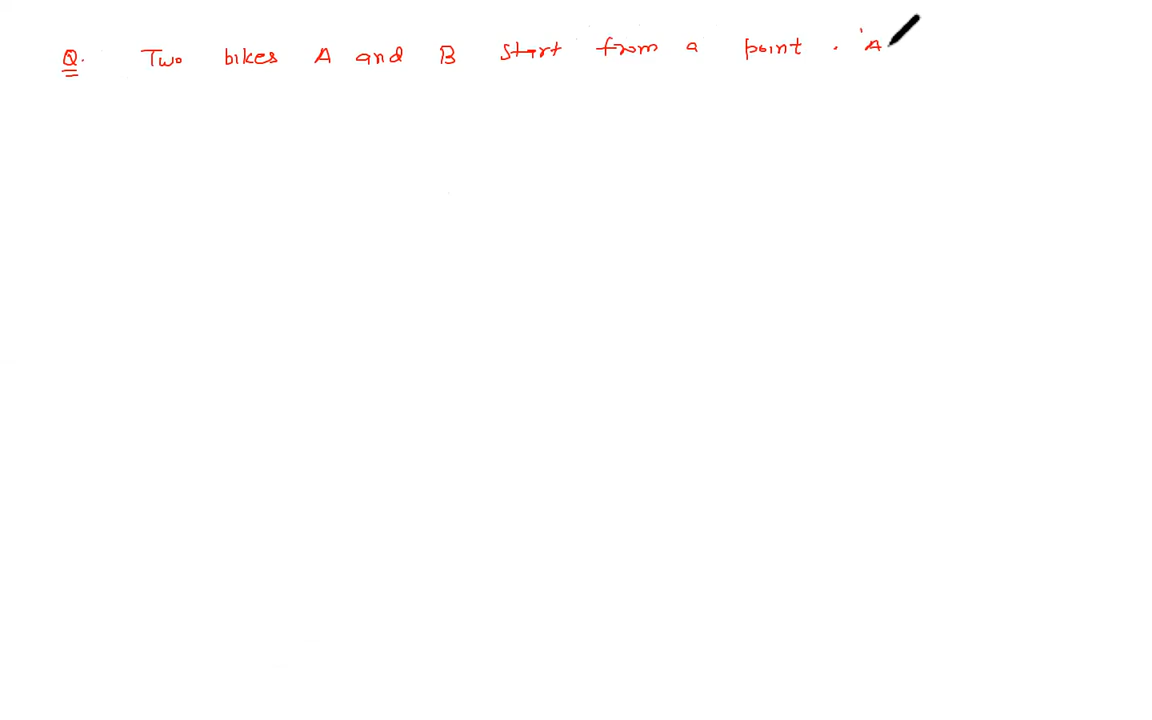 Q. Two bikes A and B start from a point . 'A